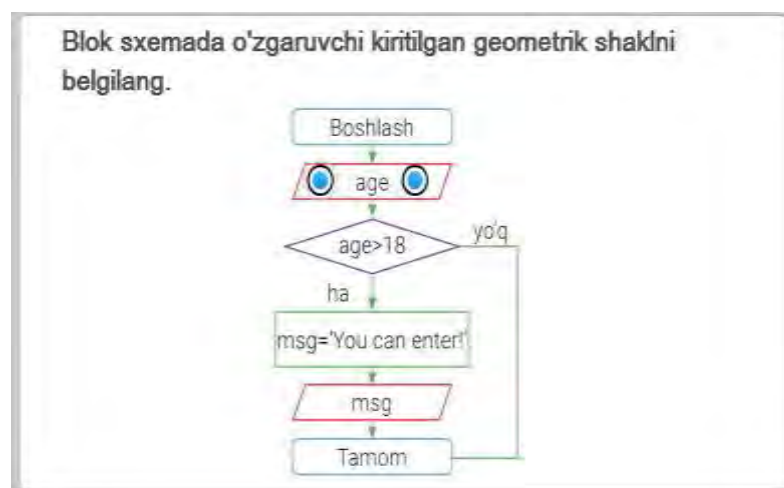 Blok sxemada o'zgaruvchi kiritilgan geometrik shaklni
belgilang.
Boshlash
age
age>18
yo'q
ha
msg='You can enter!'
msg
Tamom